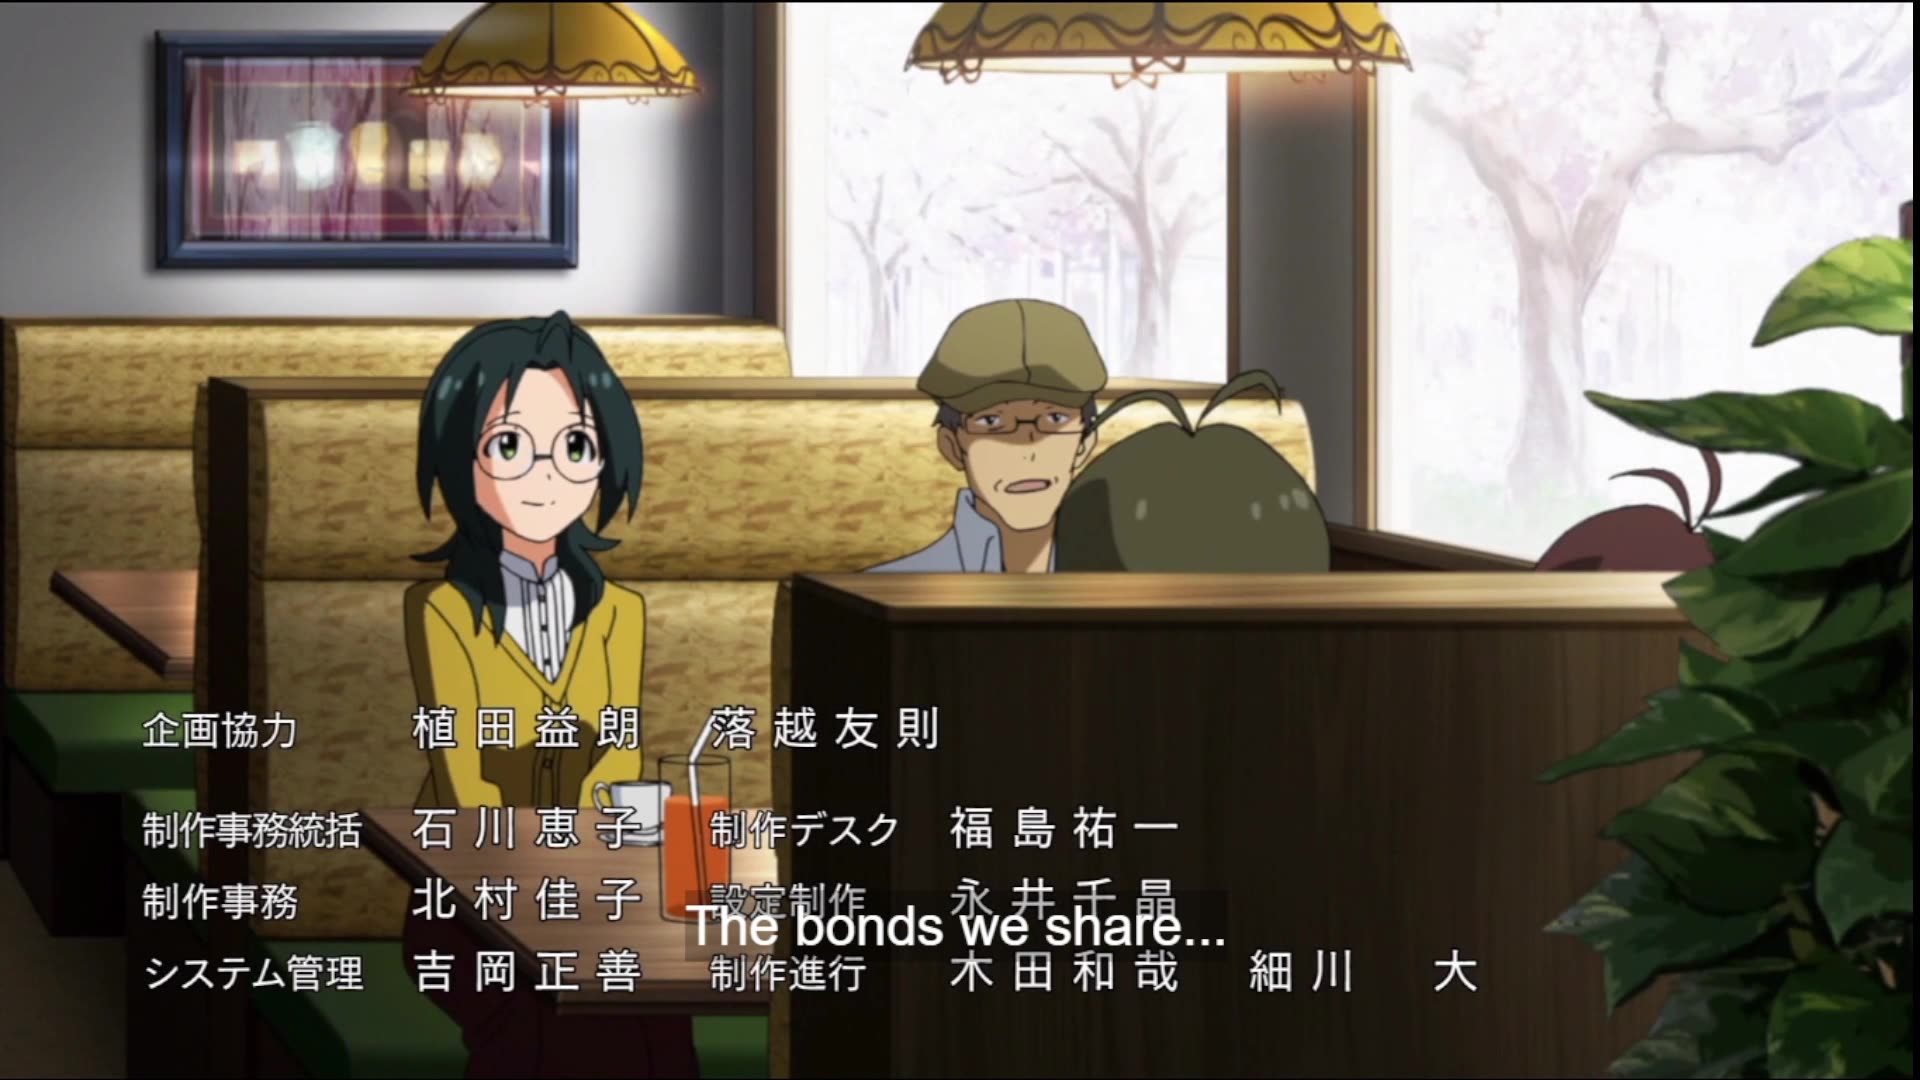 企画協力 植田益朗 落越友則
制作事務統括 石川恵子 制作デスク 福島祐一
制作事務 北村佳子 設定制作 永井千晶
The bonds we share...
システム管理 吉岡正善 制作進行 木田和哉 細川 大